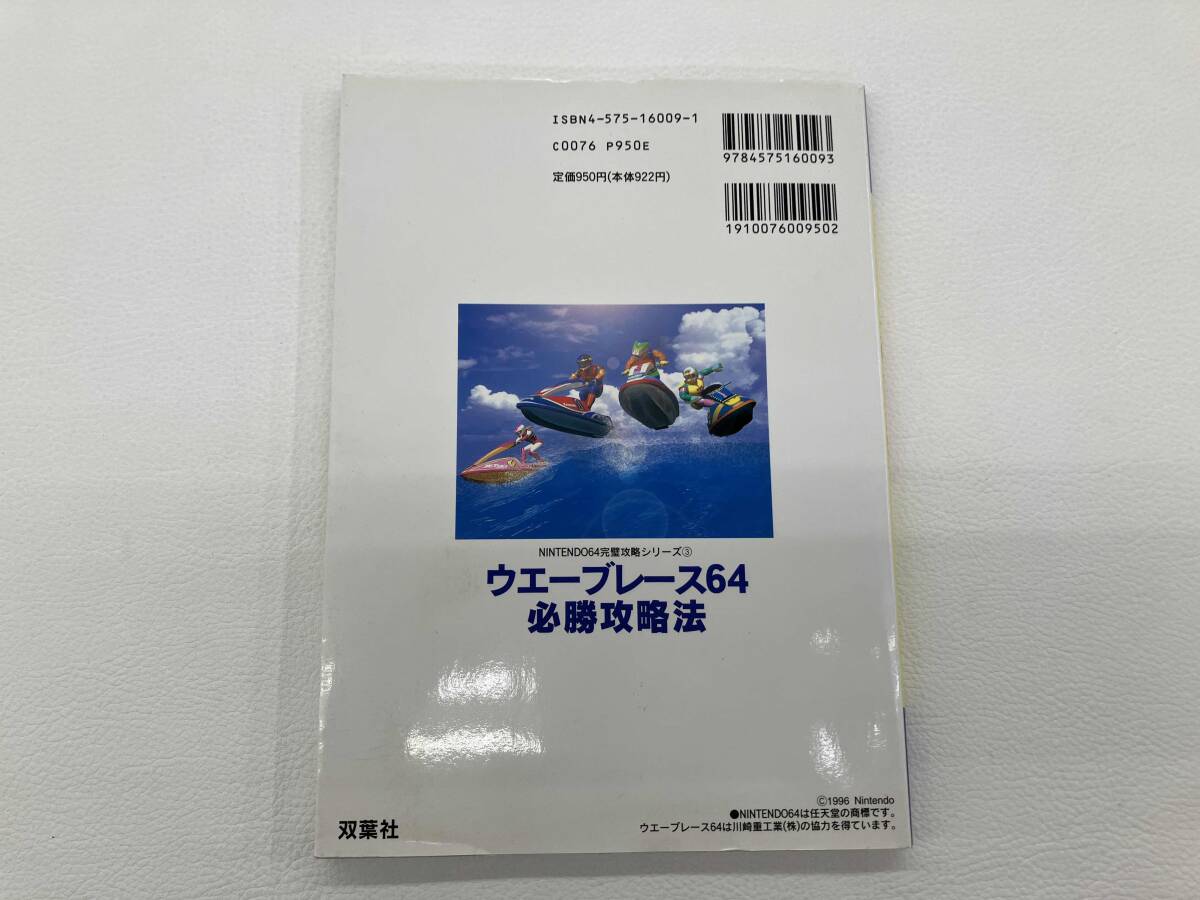 ISBN4-575-16009-1
C0076 P950E
定価950円(本体922円)
9784575160093
1910076009502
NINTENDO64完璧攻略シリーズ③
ウエーブレース64
必勝攻略法
©1996 Nintendo
●NINTENDO64は任天堂の商標です。
ウエーブレース64は川崎重工業(株)の協力を得ています。
双葉社